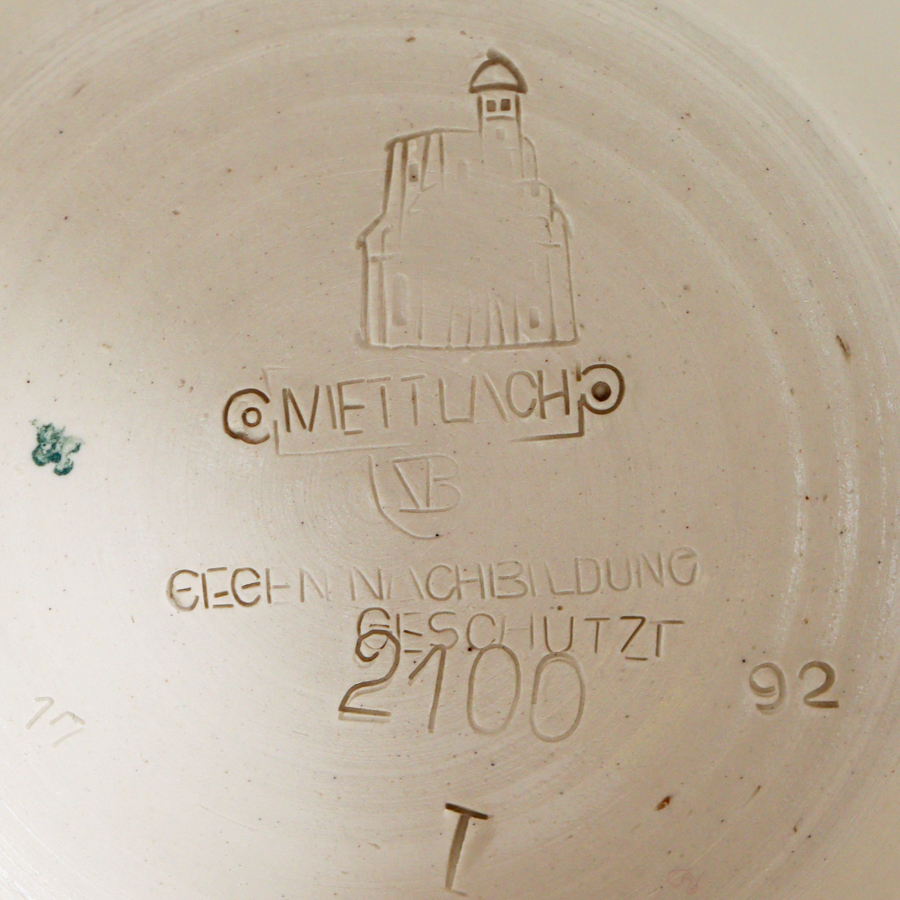 METTLACH
VB
GEGEN NACHBILDUNG
GESCHÜTZT
2100
92
T